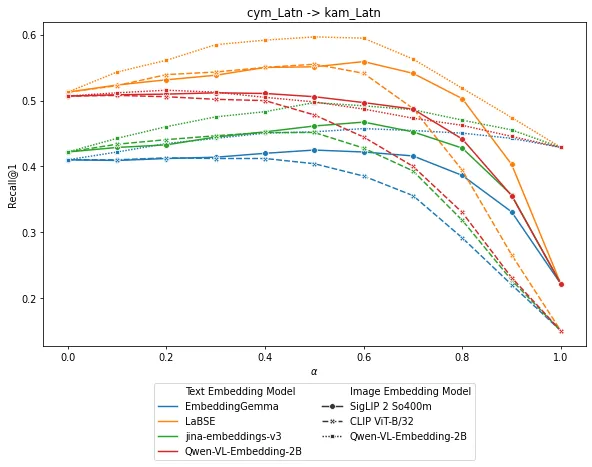 cym_Latn -> kam_Latn
Recall@1
0.6
0.5
0.4
0.3
0.2
0.0 0.2 0.4 0.6 0.8 1.0
α
Text Embedding Model Image Embedding Model
EmbeddingGemma SigLIP 2 So400m
LaBSE CLIP ViT-B/32
jina-embeddings-v3 Qwen-VL-Embedding-2B
Qwen-VL-Embedding-2B